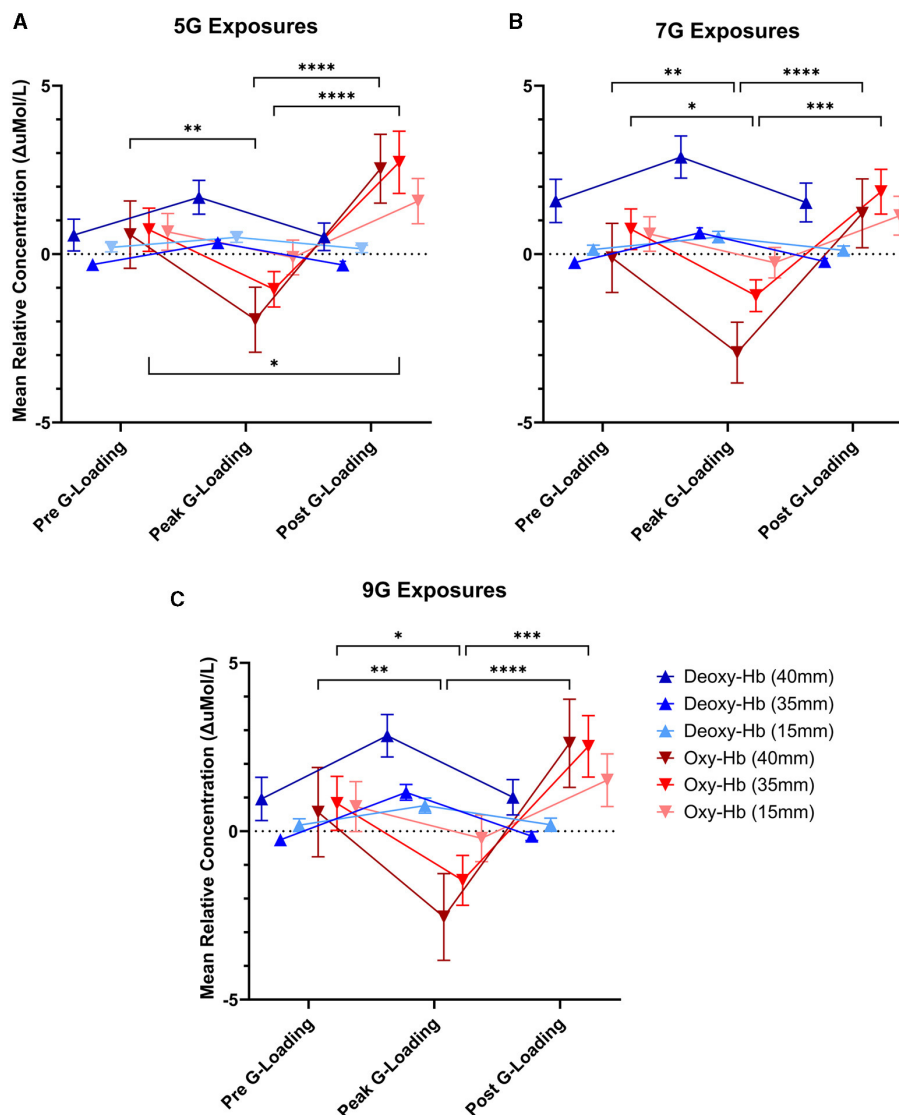 A
5G Exposures
B
7G Exposures
Mean Relative Concentration (ΔuMol/L)
5
0
-5
****
****
**
*
Pre G-Loading
Peak G-Loading
Post G-Loading
5
0
-5
**
****
*
***
Pre G-Loading
Peak G-Loading
Post G-Loading
C
9G Exposures
Mean Relative Concentration (ΔuMol/L)
5
0
-5
*
***
**
****
Pre G-Loading
Peak G-Loading
Post G-Loading
Deoxy-Hb (40mm)
Deoxy-Hb (35mm)
Deoxy-Hb (15mm)
Oxy-Hb (40mm)
Oxy-Hb (35mm)
Oxy-Hb (15mm)